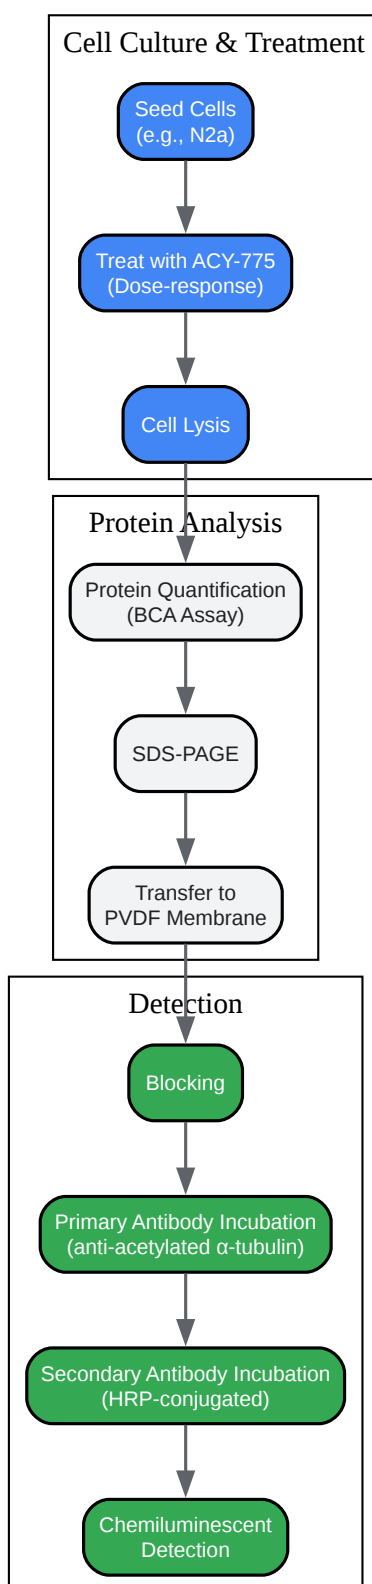 Cell Culture & Treatment
Seed Cells
(e.g., N2a)
Treat with ACY-775
(Dose-response)
Cell Lysis
Protein Analysis
Protein Quantification
(BCA Assay)
SDS-PAGE
Transfer to
PVDF Membrane
Detection
Blocking
Primary Antibody Incubation
(anti-acetylated α-tubulin)
Secondary Antibody Incubation
(HRP-conjugated)
Chemiluminescent
Detection